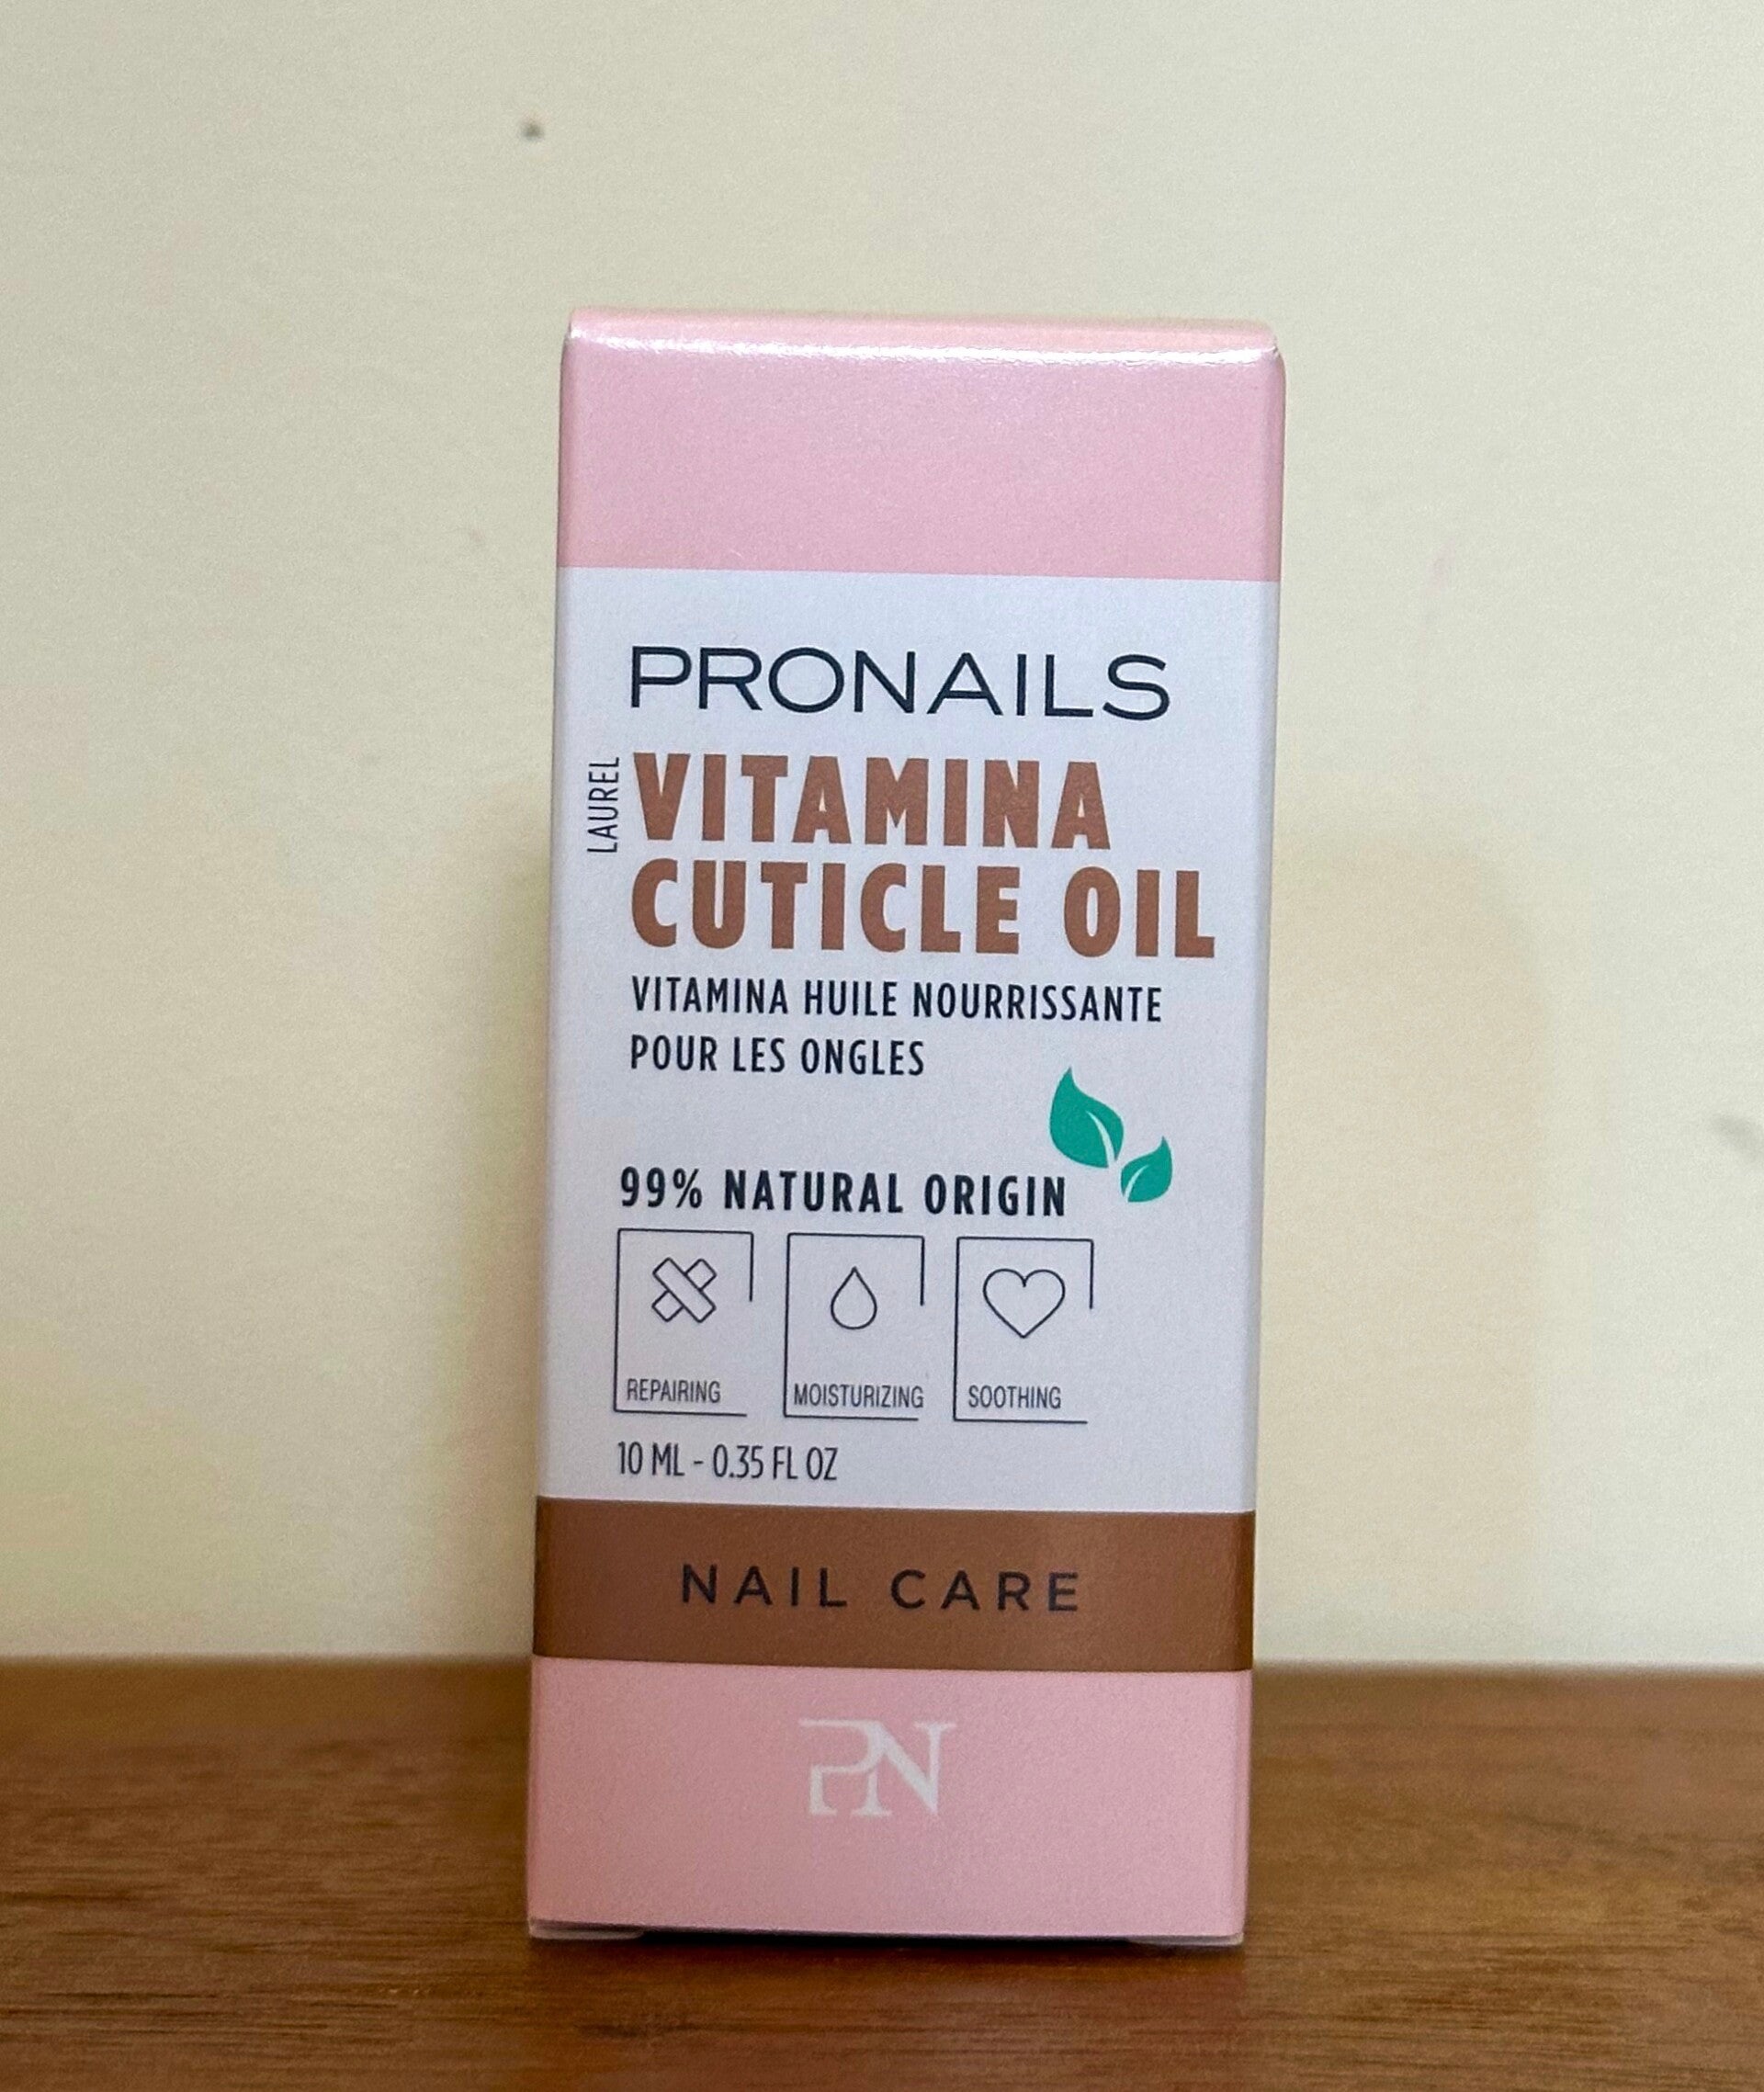 PRONAILS
LAUREL
VITAMINA
CUTICLE OIL
VITAMINA HUILE NOURRISSANTE
POUR LES ONGLES
99% NATURAL ORIGIN
REPAIRING
MOISTURIZING
SOOTHING
10 ML - 0.35 FL OZ
NAIL CARE
PN